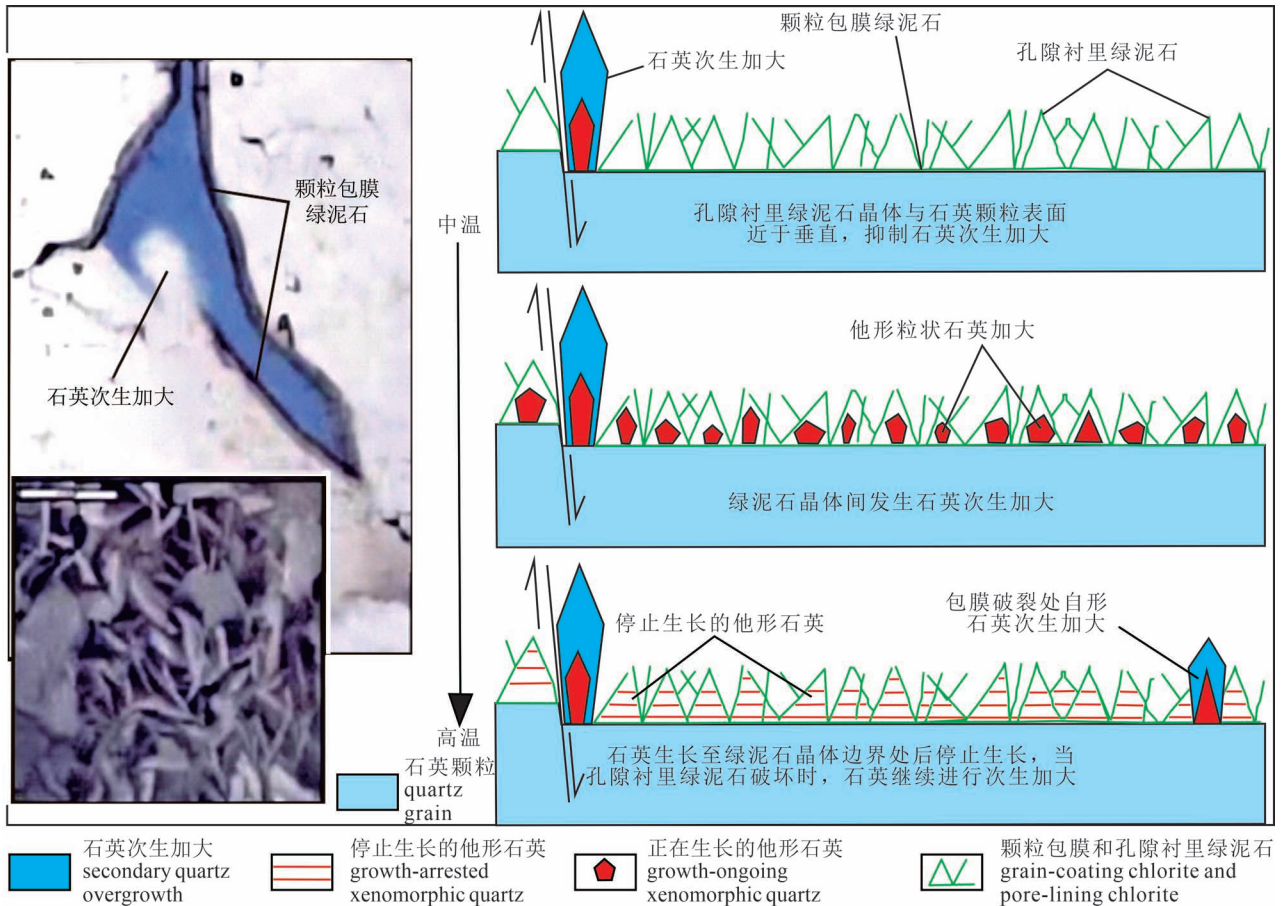 颗粒包膜
绿泥石
石英次生加大
中温
高温
石英颗粒
quartz
grain
石英次生加大
颗粒包膜绿泥石
孔隙衬里绿泥石
孔隙衬里绿泥石晶体与石英颗粒表面
近于垂直，抑制石英次生加大
他形粒状石英加大
绿泥石晶体间发生石英次生加大
停止生长的他形石英
包膜破裂处自形
石英次生加大
石英生长至绿泥石晶体边界处后停止生长，当
孔隙衬里绿泥石破坏时，石英继续进行次生加大
石英次生加大
secondary quartz
overgrowth
停止生长的他形石英
growth-arrested
xenomorphic quartz
正在生长的他形石英
growth-ongoing
xenomorphic quartz
颗粒包膜和孔隙衬里绿泥石
grain-coating chlorite and
pore-lining chlorite